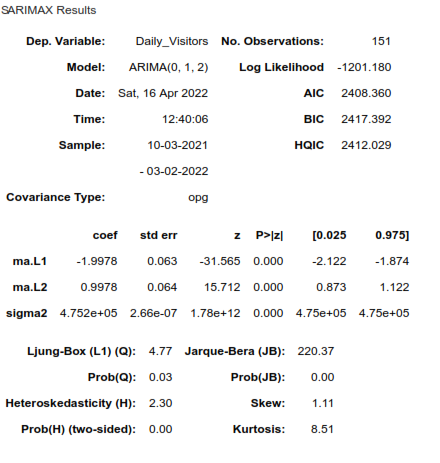 SARIMAX Results
Dep. Variable: Daily_Visitors No. Observations: 151
Model: ARIMA(0, 1, 2) Log Likelihood -1201.180
Date: Sat, 16 Apr 2022 AIC 2408.360
Time: 12:40:06 BIC 2417.392
Sample: 10-03-2021 HQIC 2412.029
- 03-02-2022
Covariance Type: opg
coef std err z P>|z| [0.025 0.975]
ma.L1 -1.9978 0.063 -31.565 0.000 -2.122 -1.874
ma.L2 0.9978 0.064 15.712 0.000 0.873 1.122
sigma2 4.752e+05 2.66e-07 1.78e+12 0.000 4.75e+05 4.75e+05
Ljung-Box (L1) (Q): 4.77 Jarque-Bera (JB): 220.37
Prob(Q): 0.03 Prob(JB): 0.00
Heteroskedasticity (H): 2.30 Skew: 1.11
Prob(H) (two-sided): 0.00 Kurtosis: 8.51